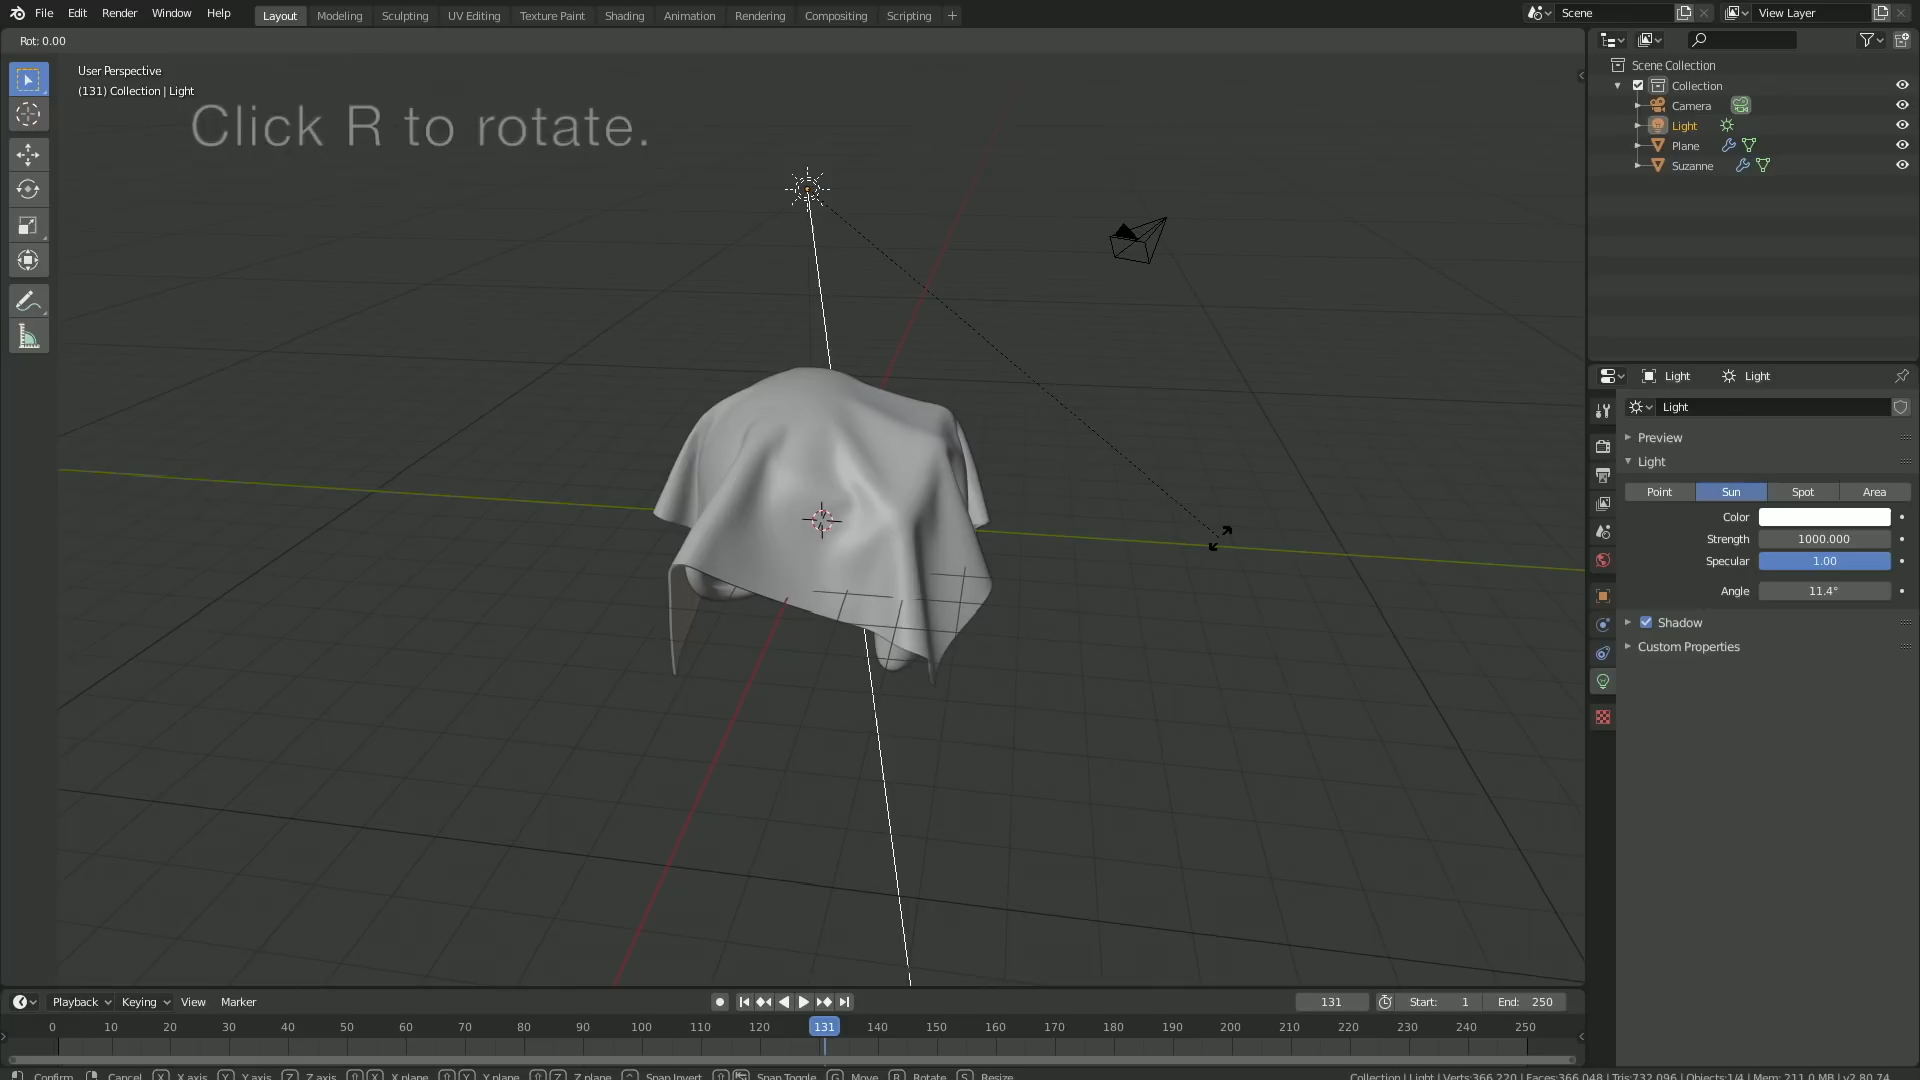 File Edit Render Window Help Layout Modeling Sculpting UV Editing Texture Paint Shading Animation Rendering Compositing Scripting + Scene View Layer
Rot: 0.00
User Perspective
(131) Collection | Light
Click R to rotate.
Scene Collection
Collection
Camera
Light
Plane
Suzanne
Light Light
Light
Preview
Light
Point Sun Spot Area
Color
Strength 1000.000
Specular 1.00
Angle 11.4°
Shadow
Custom Properties
Playback Keying View Marker 131 Start: 1 End: 250
0 10 20 30 40 50 60 70 80 90 100 110 120 131 140 150 160 170 180 190 200 210 220 230 240 250
Confirm Cancel X X axis Y Y axis Z Z axis X X plane Y Y plane Z Z plane Snap Invert Snap Toggle G Move R Rotate S Resize Collection | Light | Verts:366,220 | Faces:366,048 | Tris:732,096 | Objects:1/4 | Mem: 211.0 MB | v2.80.74